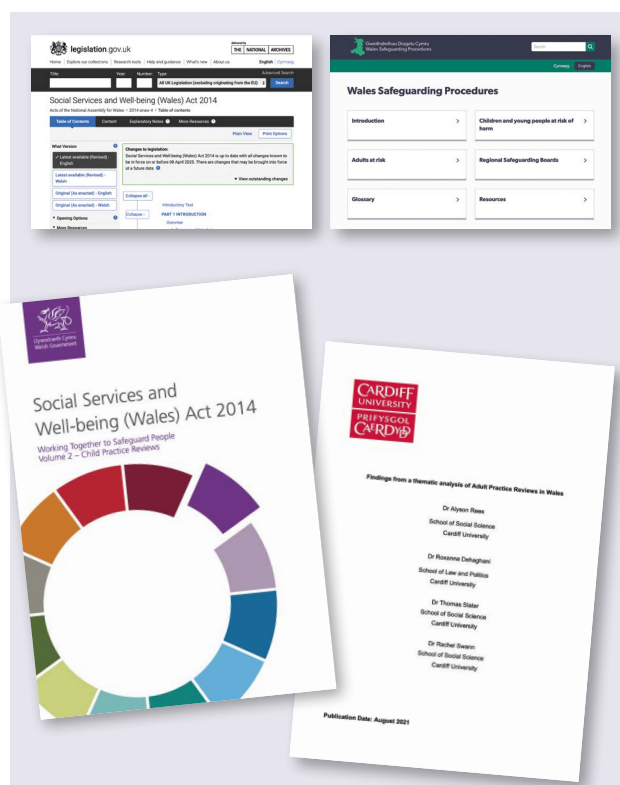 legislation.gov.uk
Delivered by
THE NATIONAL ARCHIVES
Home Explore our collections Research tools Help and guidance What's new About us English Cymraeg
Title: Year: Number: Type: Advanced Search
All UK Legislation (excluding originating from the EU) Search
Social Services and Well-being (Wales) Act 2014
Acts of the National Assembly for Wales 2014 anaw 4 Table of contents
Table of Contents Content Explanatory Notes More Resources
Plain View Print Options
What Version
Latest available (Revised) -
English
Latest available (Revised) -
Welsh
Original (As enacted) - English
Original (As enacted) - Welsh
Opening Options
More Resources
Changes to legislation:
Social Services and Well-being (Wales) Act 2014 is up to date with all changes known to
be in force on or before 08 April 2025. There are changes that may be brought into force
at a future date.
View outstanding changes
Collapse all -
Introductory Text
Collapse -
PART 1 INTRODUCTION
Overview
Gweithdrefnau Diogelu Cymru
Wales Safeguarding Procedures
Search
Cymraeg English
Wales Safeguarding Procedures
Introduction >
Children and young people at risk of
harm >
Adults at risk >
Regional Safeguarding Boards >
Glossary >
Resources >
Llywodraeth Cymru
Welsh Government
Social Services and
Well-being (Wales) Act 2014
Working Together to Safeguard People
Volume 2 – Child Practice Reviews
CARDIFF
UNIVERSITY
PRIFYSGOL
CAERDYDD
Findings from a thematic analysis of Adult Practice Reviews in Wales
Dr Alyson Rees
School of Social Science
Cardiff University
Dr Roxanna Dehaghani
School of Law and Politics
Cardiff University
Dr Thomas Slater
School of Social Science
Cardiff University
Dr Rachel Swann
School of Social Science
Cardiff University
Publication Date: August 2021